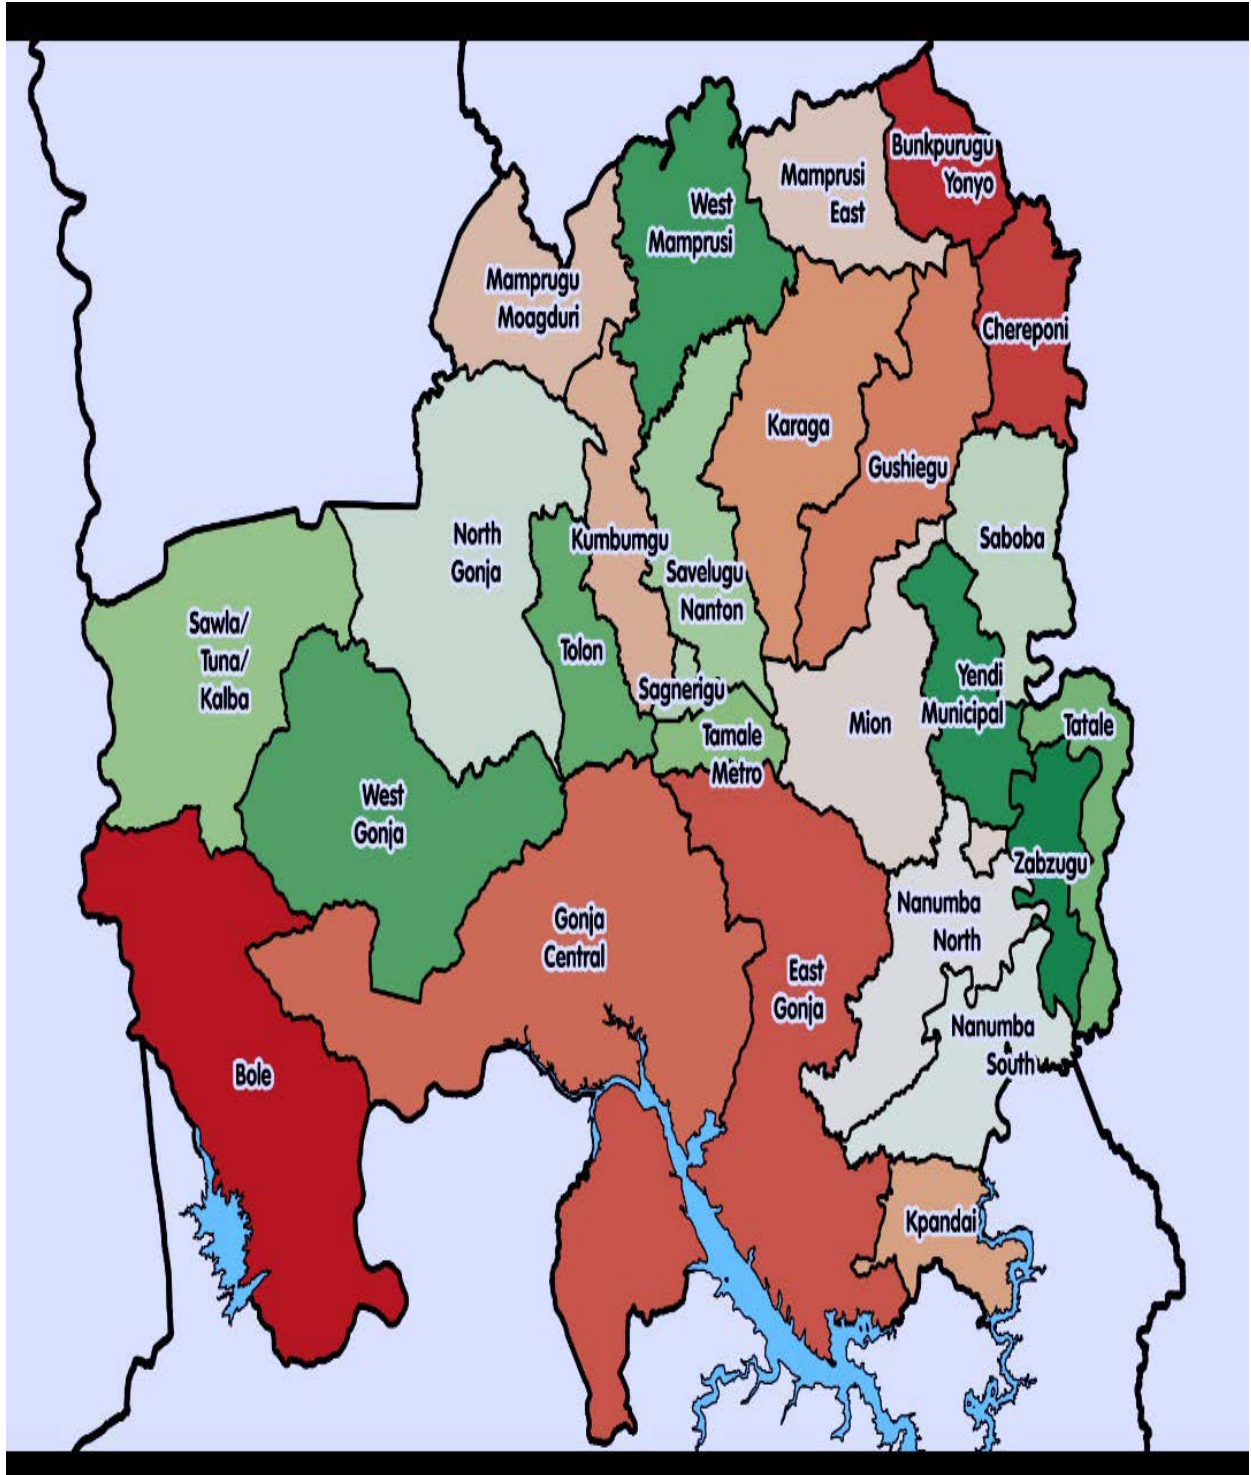 Bunkpurugu
Yonyo
Mamprusi
East
West
Mamprusi
Mamprugu
Moagduri
Chereponi
Karaga
Gushiegu
North
Gonja
Kumbumgu
Saboba
Savelugu
Nanton
Sawla/
Tuna/
Kalba
Tolon
Sagnerigu
Yendi
Municipal
Mion
Tatale
Tamale
Metro
West
Gonja
Zabzugu
Nanumba
North
Gonja
Central
East
Gonja
Nanumba
South
Bole
Kpandai